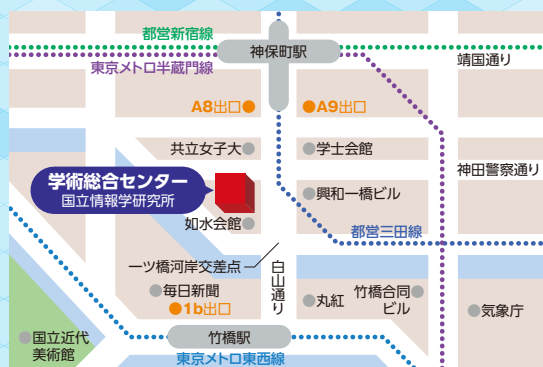 都営新宿線
神保町駅
靖国通り
東京メトロ半蔵門線
A8出口
A9出口
共立女子大
学士会館
神田警察通り
学術総合センター
国立情報学研究所
興和一橋ビル
如水会館
都営三田線
一ツ橋河岸交差点
白山通り
毎日新聞
1b出口
丸紅
竹橋合同
ビル
気象庁
国立近代
美術館
竹橋駅
東京メトロ東西線